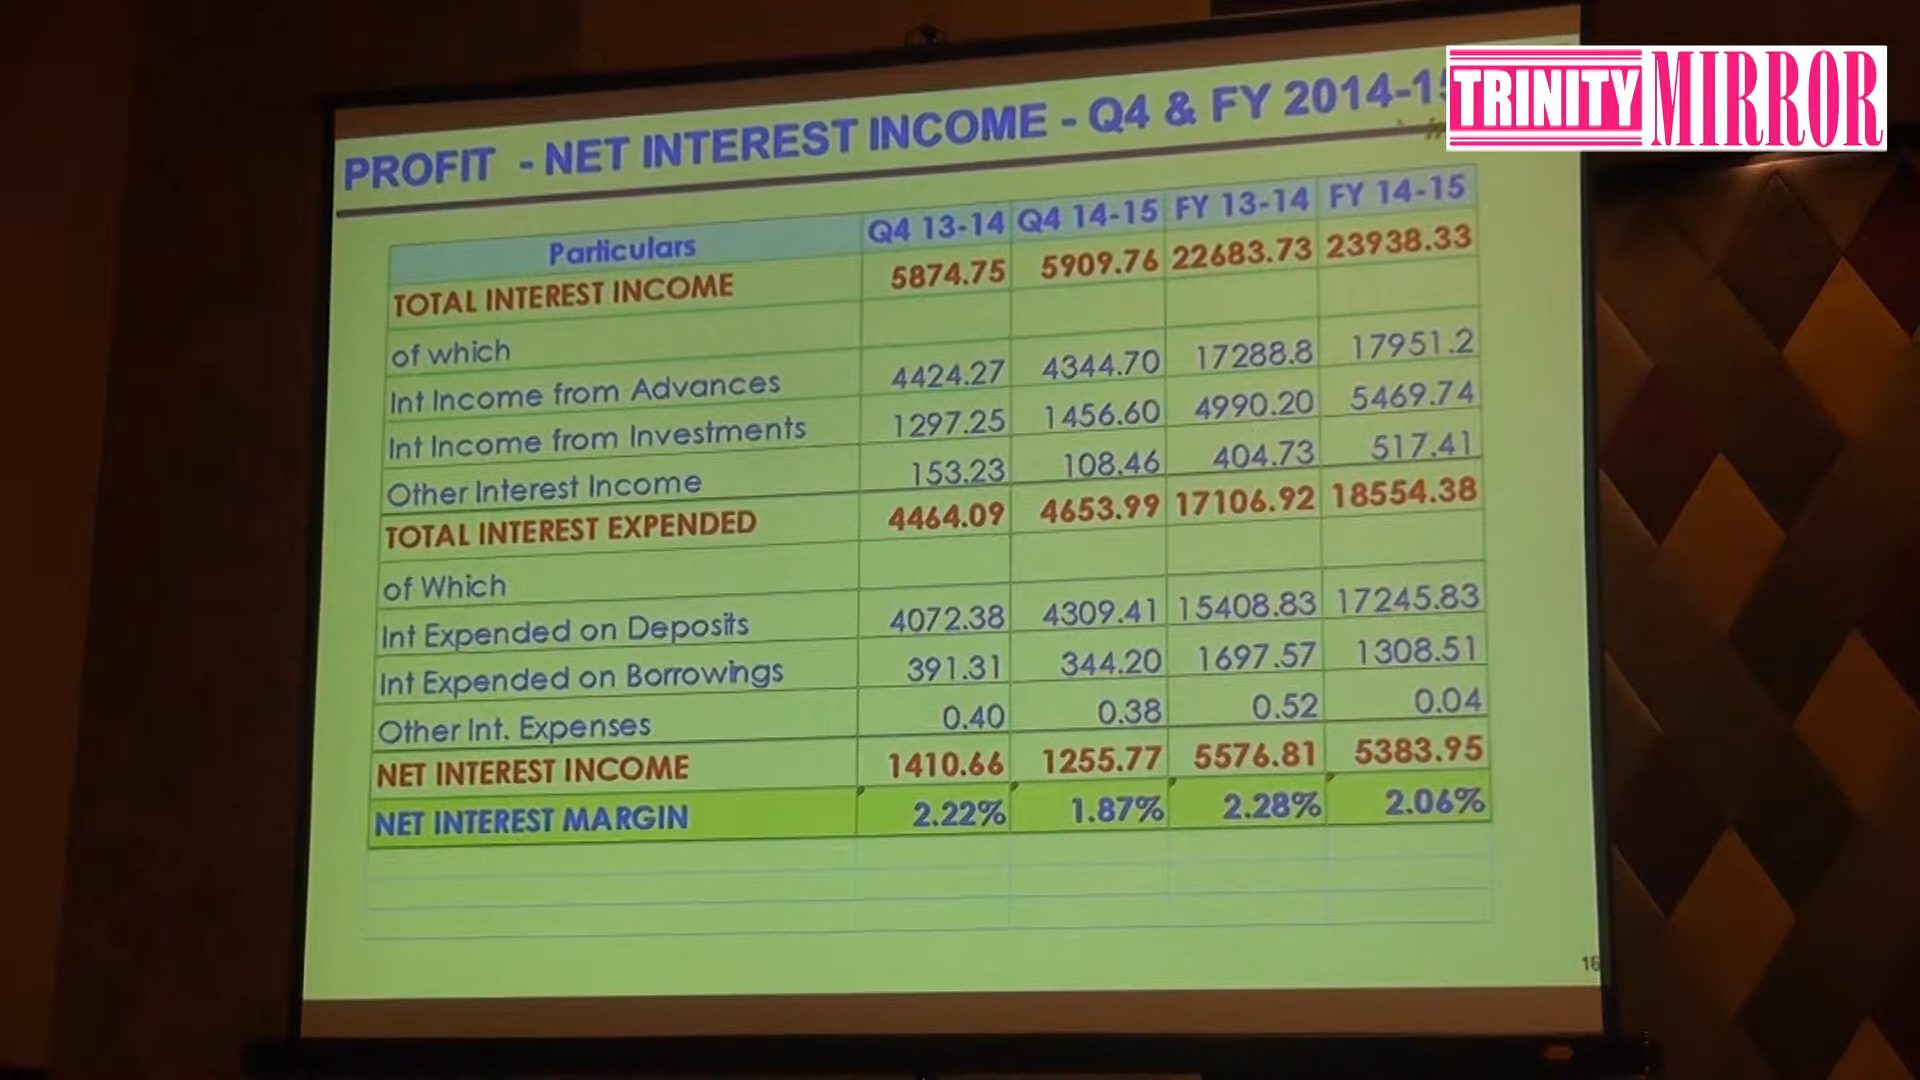 TRINITY MIRROR
PROFIT - NET INTEREST INCOME - Q4 & FY 2014-1
Particulars Q4 13-14 Q4 14-15 FY 13-14 FY 14-15
TOTAL INTEREST INCOME 5874.75 5909.76 22683.73 23938.33
of which
Int Income from Advances 4424.27 4344.70 17288.8 17951.2
Int Income from Investments 1297.25 1456.60 4990.20 5469.74
Other Interest Income 153.23 108.46 404.73 517.41
TOTAL INTEREST EXPENDED 4464.09 4653.99 17106.92 18554.38
of Which
Int Expended on Deposits 4072.38 4309.41 15408.83 17245.83
Int Expended on Borrowings 391.31 344.20 1697.57 1308.51
Other Int. Expenses 0.40 0.38 0.52 0.04
NET INTEREST INCOME 1410.66 1255.77 5576.81 5383.95
NET INTEREST MARGIN 2.22% 1.87% 2.28% 2.06%
16